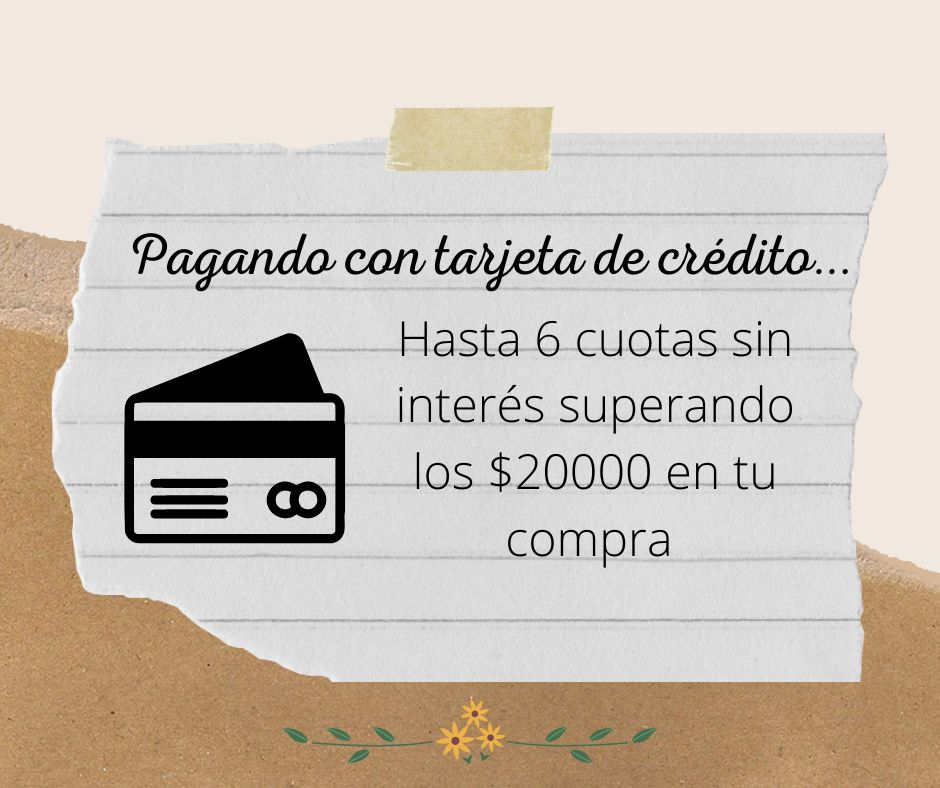 Pagando con tarjeta de crédito...
Hasta 6 cuotas sin
interés superando
los $20000 en tu
compra